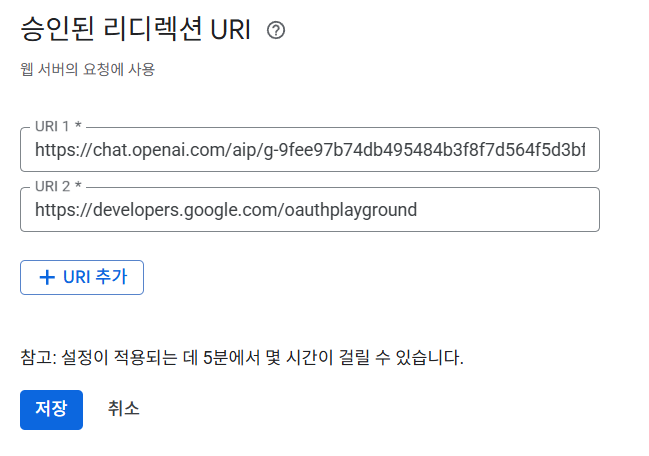 승인된 리디렉션 URI
웹 서버의 요청에 사용
URI 1 *
https://chat.openai.com/aip/g-9fee97b74db495484b3f8f7d564f5d3bf
URI 2 *
https://developers.google.com/oauthplayground
+ URI 추가
참고: 설정이 적용되는 데 5분에서 몇 시간이 걸릴 수 있습니다.
저장 취소